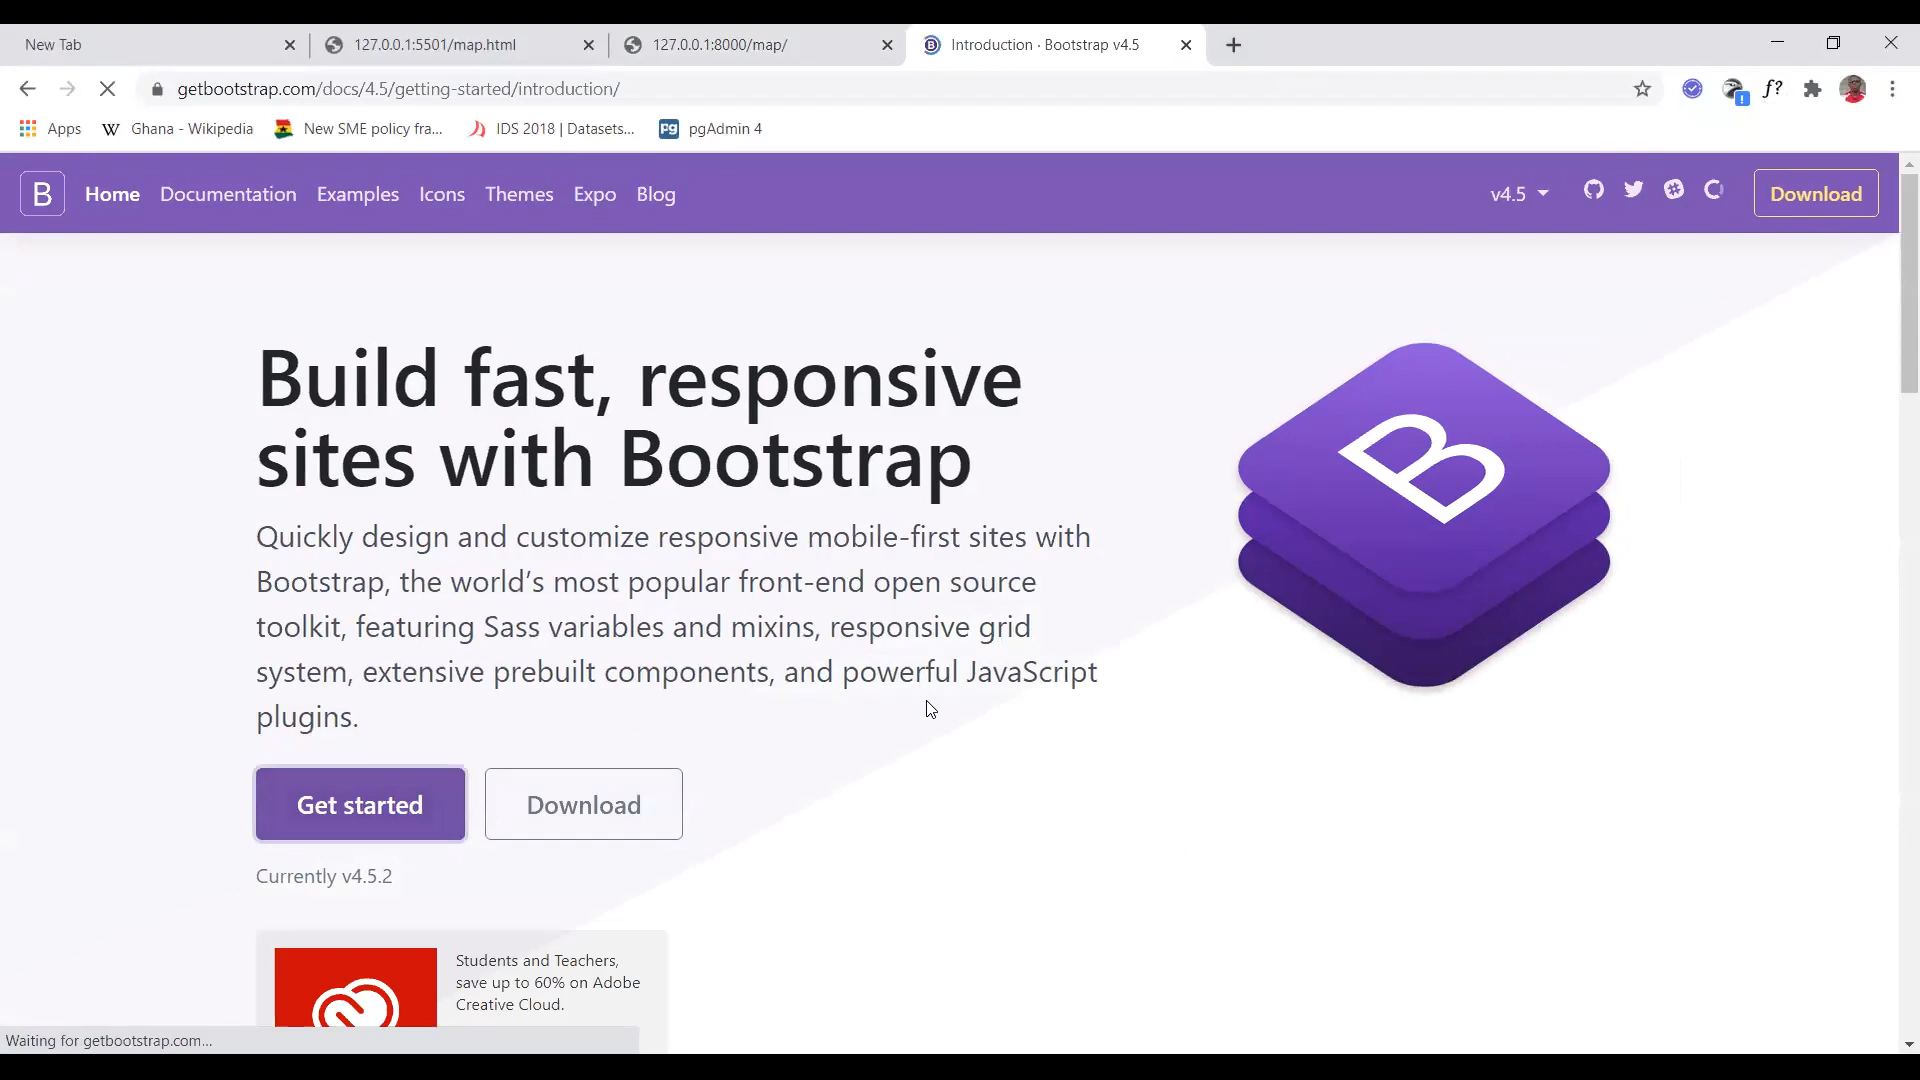 New Tab
127.0.0.1:5501/map.html
127.0.0.1:8000/map/
Introduction · Bootstrap v4.5
getbootstrap.com/docs/4.5/getting-started/introduction/
f?
Apps
W Ghana - Wikipedia
New SME policy fra...
IDS 2018 | Datasets...
pg pgAdmin 4
B Home Documentation Examples Icons Themes Expo Blog v4.5 Download
Build fast, responsive
sites with Bootstrap
Quickly design and customize responsive mobile-first sites with
Bootstrap, the world’s most popular front-end open source
toolkit, featuring Sass variables and mixins, responsive grid
system, extensive prebuilt components, and powerful JavaScript
plugins.
B
Get started
Download
Currently v4.5.2
Students and Teachers,
save up to 60% on Adobe
Creative Cloud.
Waiting for getbootstrap.com...